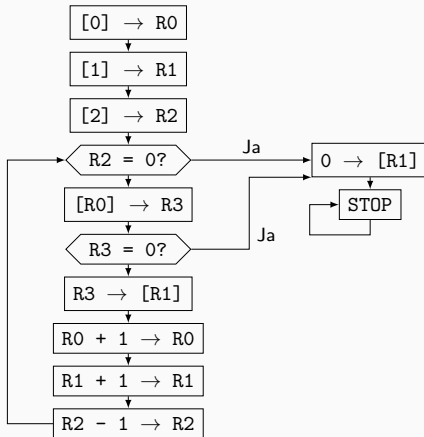 [0] → R0
[1] → R1
[2] → R2
R2 = 0?
Ja
0 → [R1]
[R0] → R3
STOP
R3 = 0?
Ja
R3 → [R1]
R0 + 1 → R0
R1 + 1 → R1
R2 - 1 → R2